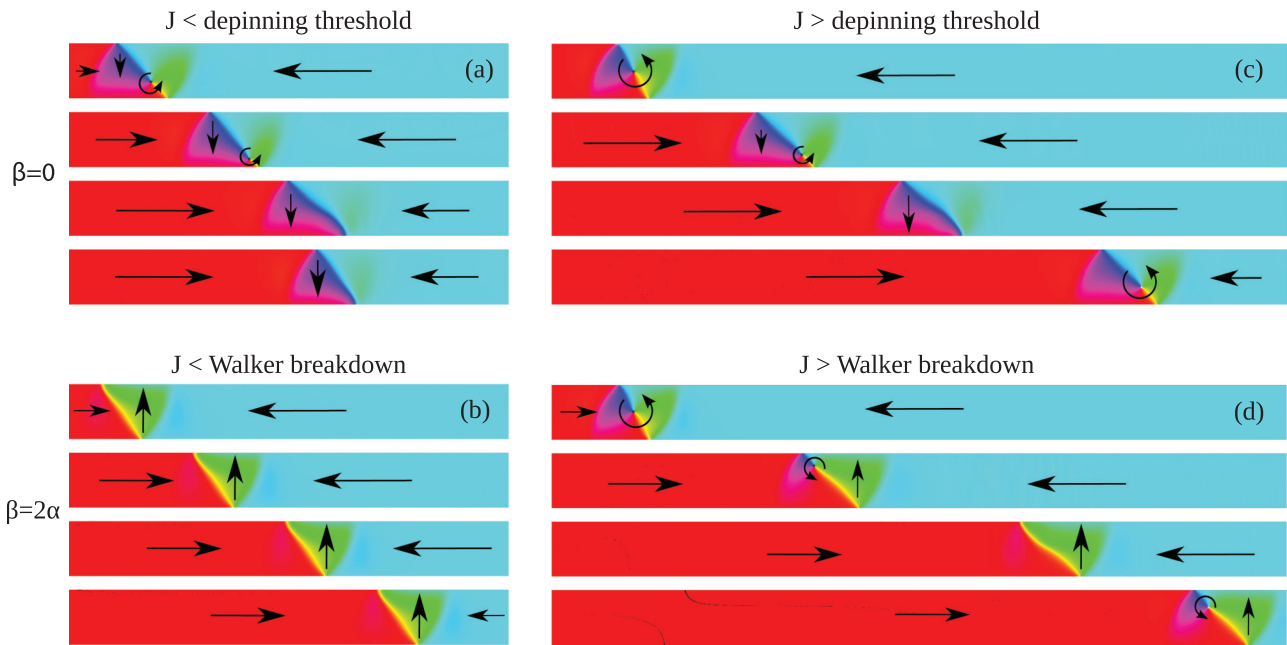 J < depinning threshold
J > depinning threshold
(a)
(c)
β=0
J < Walker breakdown
J > Walker breakdown
(b)
(d)
β=2α